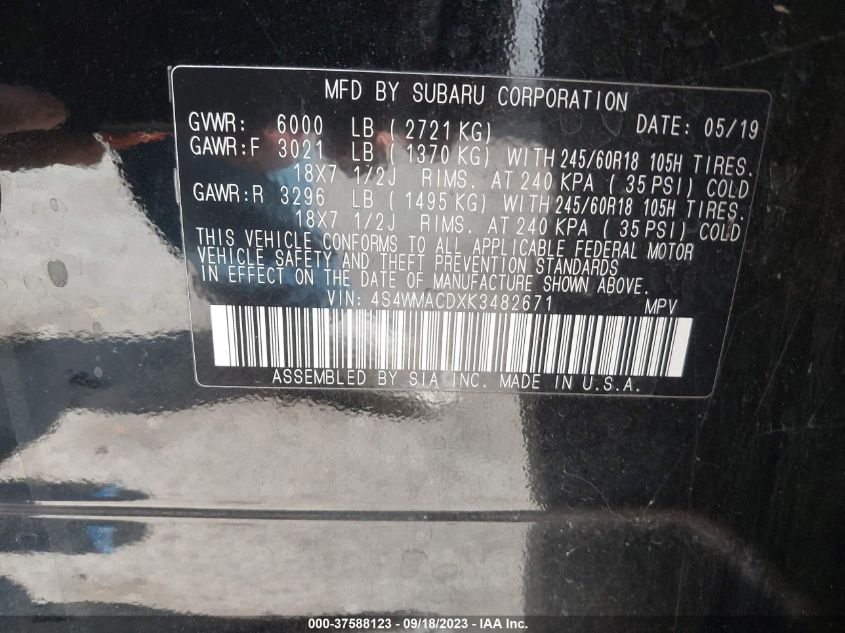 MFD BY SUBARU CORPORATION
GVWR: 6000 LB ( 2721 KG) DATE: 05/19
GAWR:F 3021 LB ( 1370 KG) WITH 245/60R18 105H TIRES.
18X7 1/2J RIMS. AT 240 KPA ( 35 PSI) COLD
GAWR:R 3296 LB ( 1495 KG) WITH 245/60R18 105H TIRES.
18X7 1/2J RIMS. AT 240 KPA ( 35 PSI) COLD
THIS VEHICLE CONFORMS TO ALL APPLICABLE FEDERAL MOTOR
VEHICLE SAFETY AND THEFT PREVENTION STANDARDS
IN EFFECT ON THE DATE OF MANUFACTURE SHOWN ABOVE.
VIN: 4S4WMACDXK3482671 MPV
ASSEMBLED BY SIA INC. MADE IN U.S.A.
000-37588123 - 09/18/2023 - IAA Inc.